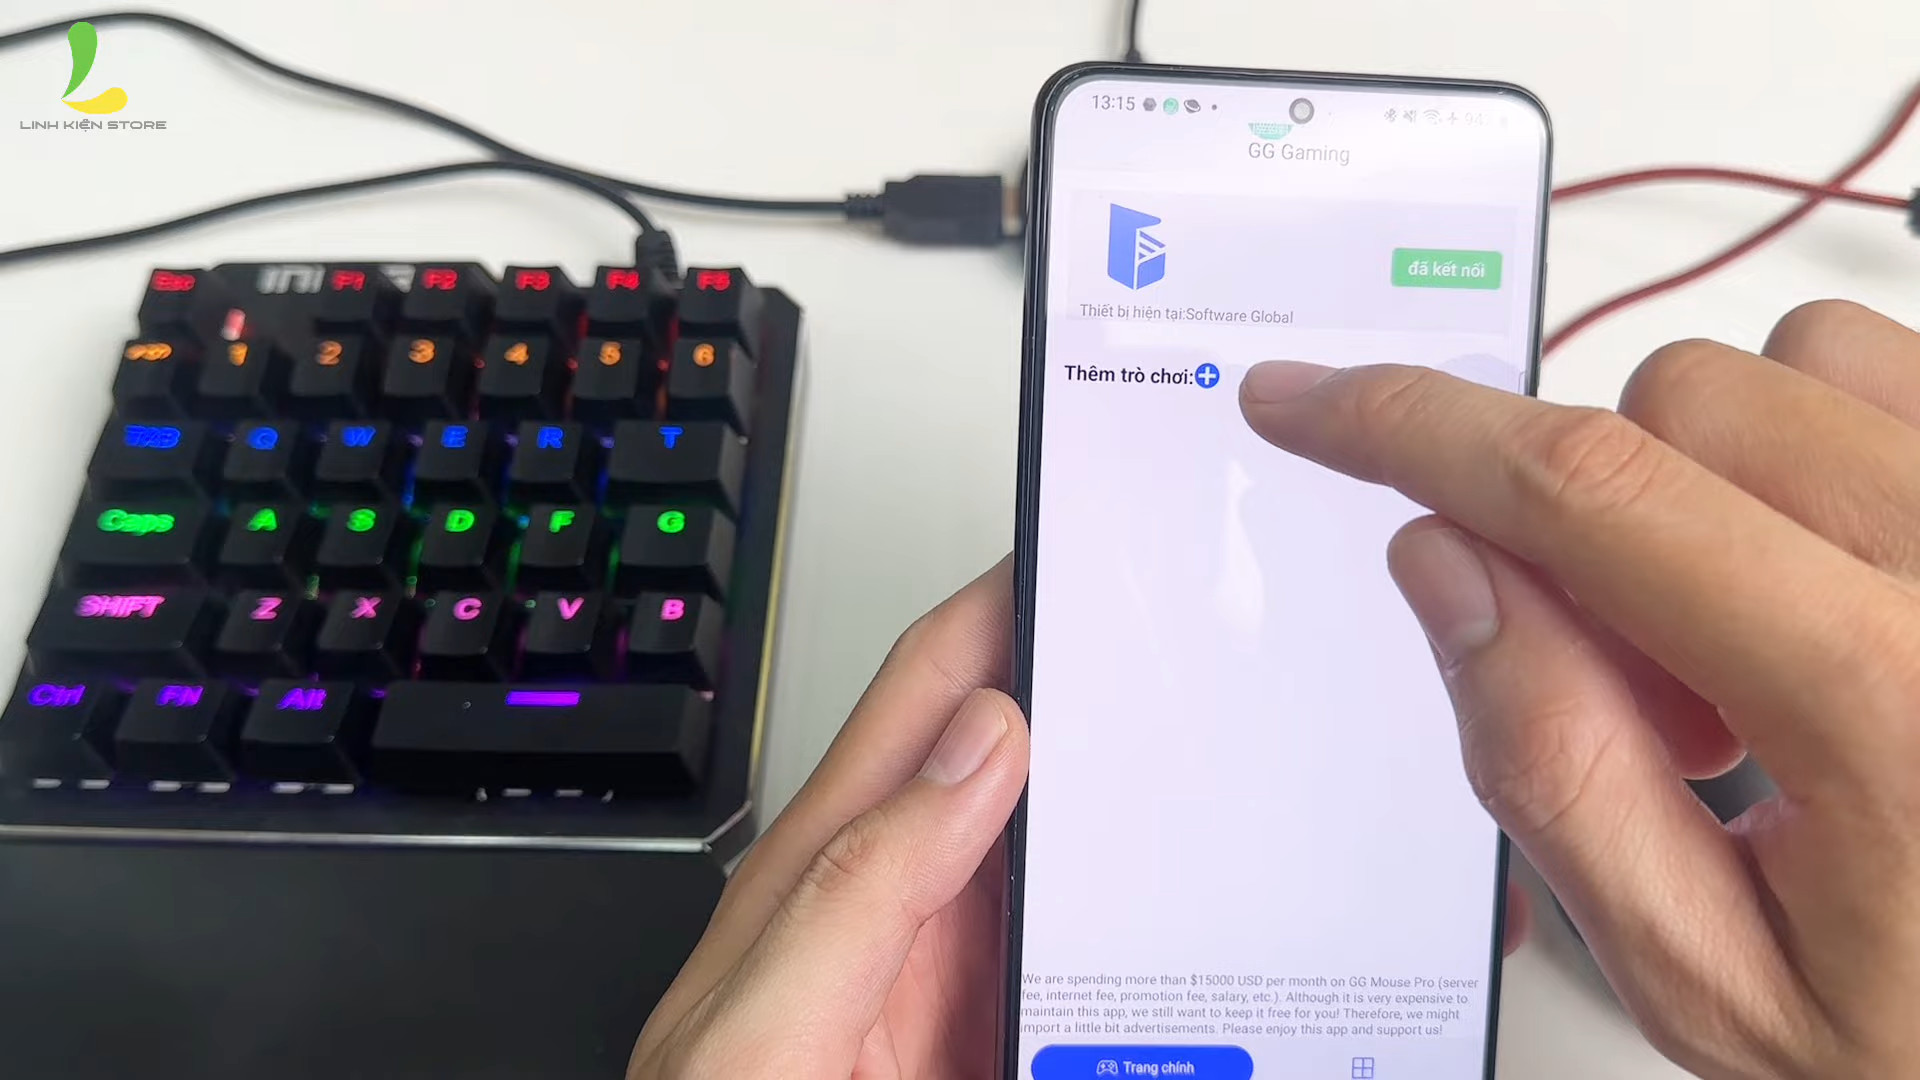 LINH KIỆN STORE
13:15
GG Gaming
đã kết nối
Thiết bị hiện tại:Software Global
Thêm trò chơi:
We are spending more than $15000 USD per month on GG Mouse Pro (server
fee, internet fee, promotion fee, salary, etc.). Although it is very expensive to
maintain this app, we still want to keep it free for you! Therefore, we might
import a little bit advertisements. Please enjoy this app and support us!
Trang chính
Esc F1 F2 F3 F4 F5
1 2 3 4 5 6
TAB Q W E R T
Caps A S D F G
SHIFT Z X C V B
Ctrl FN Alt